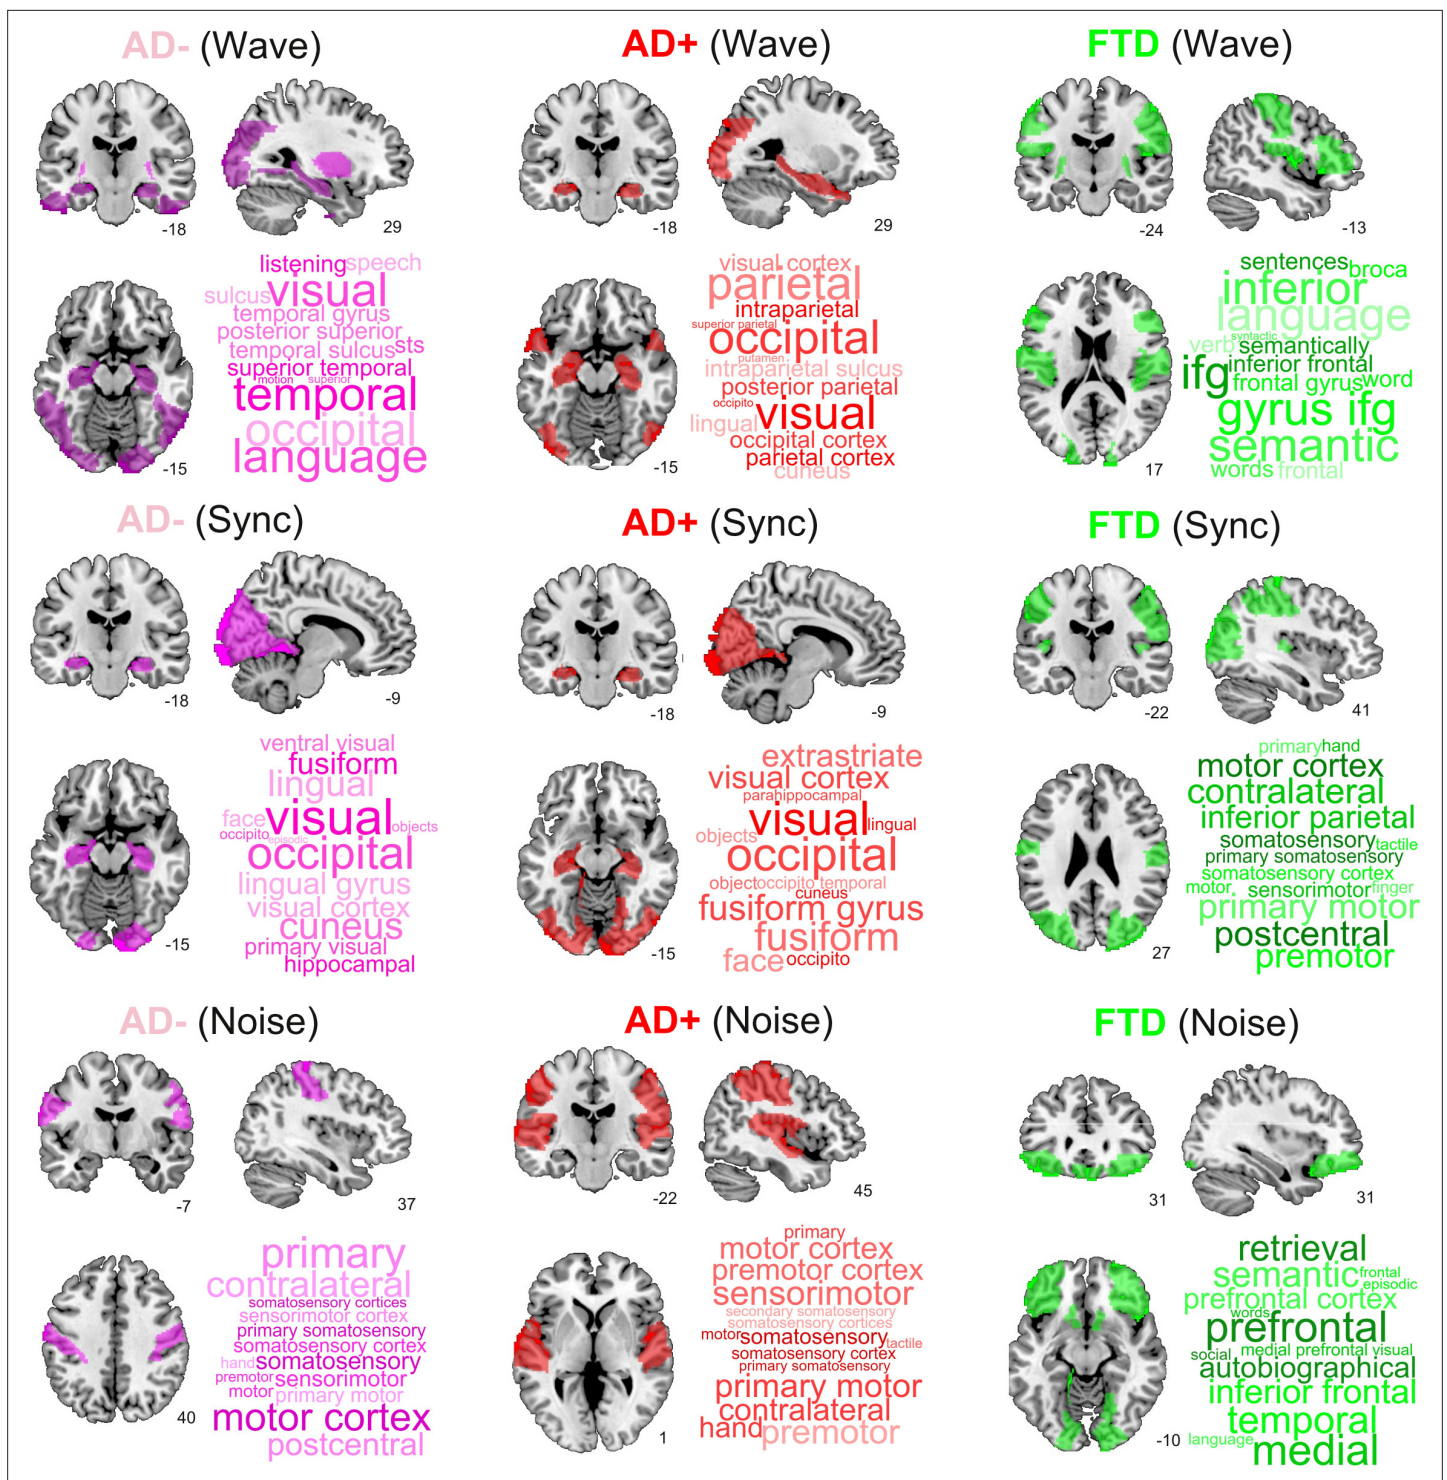 AD- (Wave)
-18
29
-15
listening speech
sulcus visual
temporal gyrus
posterior superior
temporal sulcus sts
superior temporal
motion superior
temporal
occipital
language
AD+ (Wave)
-18
29
-15
visual cortex
parietal
intraparietal
superior parietal
occipital
putamen
intraparietal sulcus
posterior parietal
occipito
lingual visual
occipital cortex
parietal cortex
cuneus
FTD (Wave)
-24
-13
17
sentences broca
inferior
language
syntactic
verb semantically
inferior frontal
ifg frontal gyrus word
gyrus ifg
semantic
words frontal
AD- (Sync)
-18
-9
-15
ventral visual
fusiform
lingual
face visual objects
occipito episodic
occipital
lingual gyrus
visual cortex
cuneus
primary visual
hippocampal
AD+ (Sync)
-18
-9
-15
extrastriate
visual cortex
parahippocampal
visual lingual
objects
occipital
object occipito temporal
cuneus
fusiform gyrus
fusiform
face occipito
FTD (Sync)
-22
41
27
primary hand
motor cortex
contralateral
inferior parietal
somatosensory tactile
primary somatosensory
somatosensory cortex
motor sensorimotor finger
primary motor
postcentral
premotor
AD- (Noise)
-7
37
40
primary
contralateral
somatosensory cortices
sensorimotor cortex
primary somatosensory
somatosensory cortex
hand somatosensory
premotor sensorimotor
motor primary motor
motor cortex
postcentral
AD+ (Noise)
-22
45
1
primary
motor cortex
premotor cortex
sensorimotor
secondary somatosensory
somatosensory cortices
motor somatosensory tactile
somatosensory cortex
primary somatosensory
primary motor
contralateral
hand premotor
FTD (Noise)
31
31
-10
retrieval
semantic frontal
episodic
prefrontal cortex
words
prefrontal
social medial prefrontal visual
autobiographical
inferior frontal
temporal
language medial